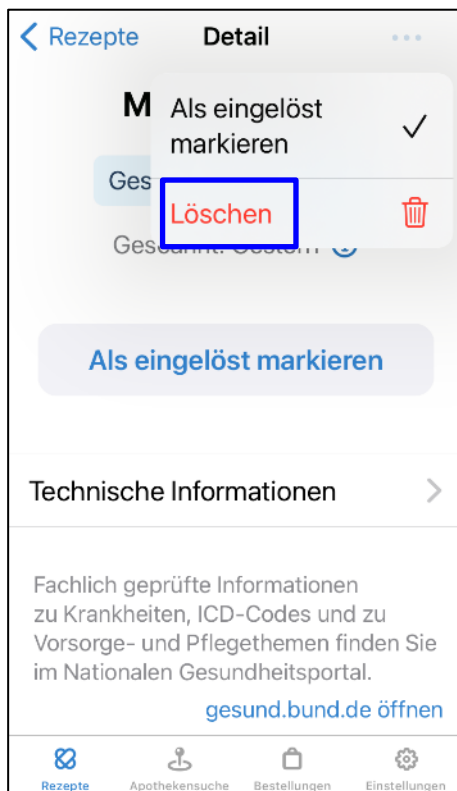 Rezepte Detail
M
Als eingelöst
markieren
Ges
Löschen
Als eingelöst markieren
Technische Informationen
Fachlich geprüfte Informationen
zu Krankheiten, ICD-Codes und zu
Vorsorge- und Pflegethemen finden Sie
im Nationalen Gesundheitsportal.
gesund.bund.de öffnen
Rezepte Apothekensuche Bestellungen Einstellungen